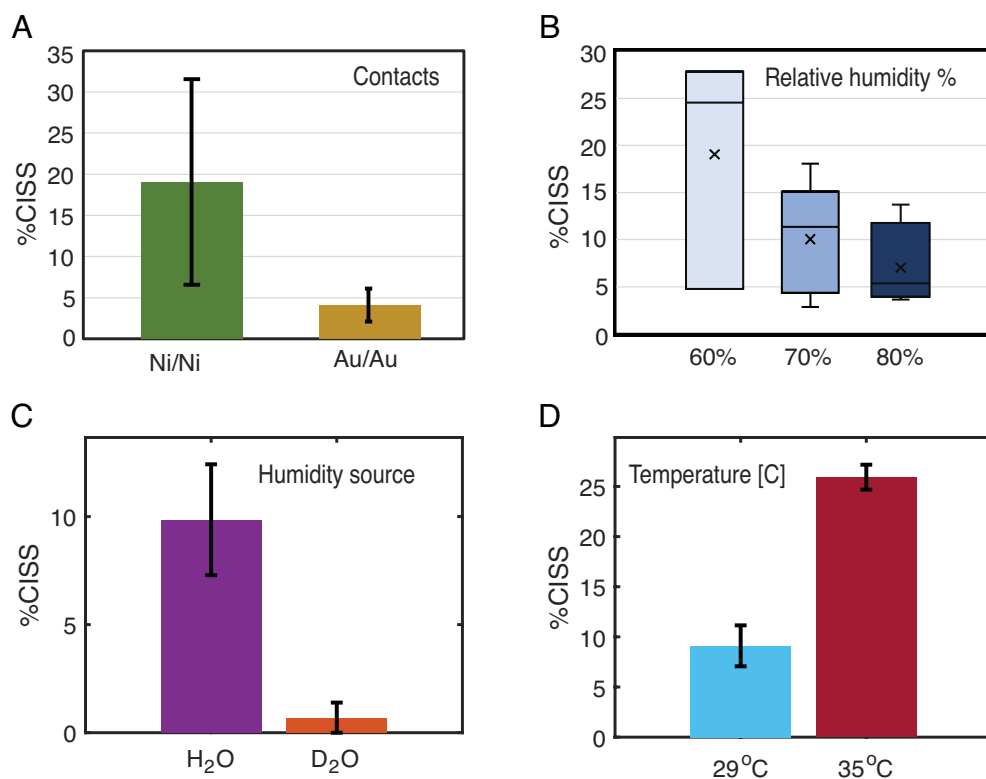 A
%CISS
35
30
25
20
15
10
5
0
Contacts
Ni/Ni Au/Au
B
%CISS
30
25
20
15
10
5
0
Relative humidity %
60% 70% 80%
C
%CISS
10
5
0
Humidity source
H₂O D₂O
D
%CISS
25
20
15
10
5
0
Temperature [C]
29°C 35°C